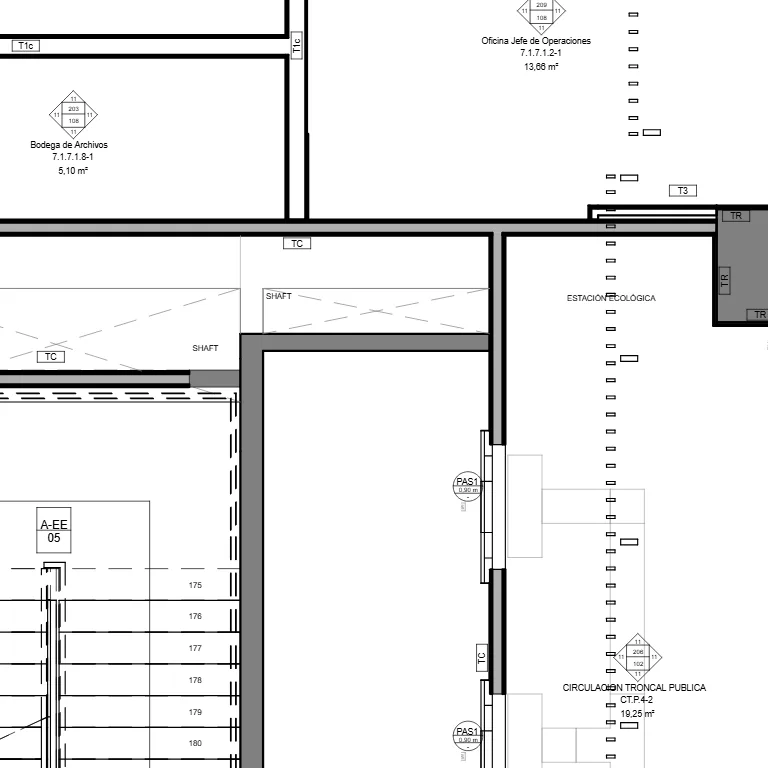 209
108
11
11
11
Oficina Jefe de Operaciones
7.1.7.1.2-1
13,66 m²
T1c
T1c
11
203
108
11
11
11
Bodega de Archivos
7.1.7.1.8-1
5,10 m²
T3
TR
TC
TR
SHAFT
ESTACIÓN ECOLÓGICA
TR
SHAFT
TC
PAS1
0,90 m
-
A-EE
05
175
176
177
178
179
180
TC
11
206
102
11
11
11
CIRCULACION TRONCAL PUBLICA
CT.P.4-2
19,25 m²
PAS1
0,90 m
-